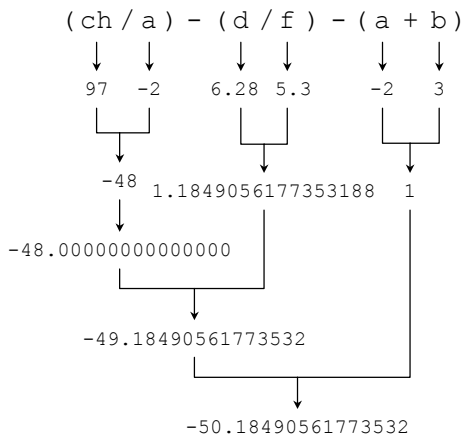 (ch / a) - (d / f) - (a + b)
97 -2 6.28 5.3 -2 3
-48
1.1849056177353188 1
-48.00000000000000
-49.18490561773532
-50.18490561773532